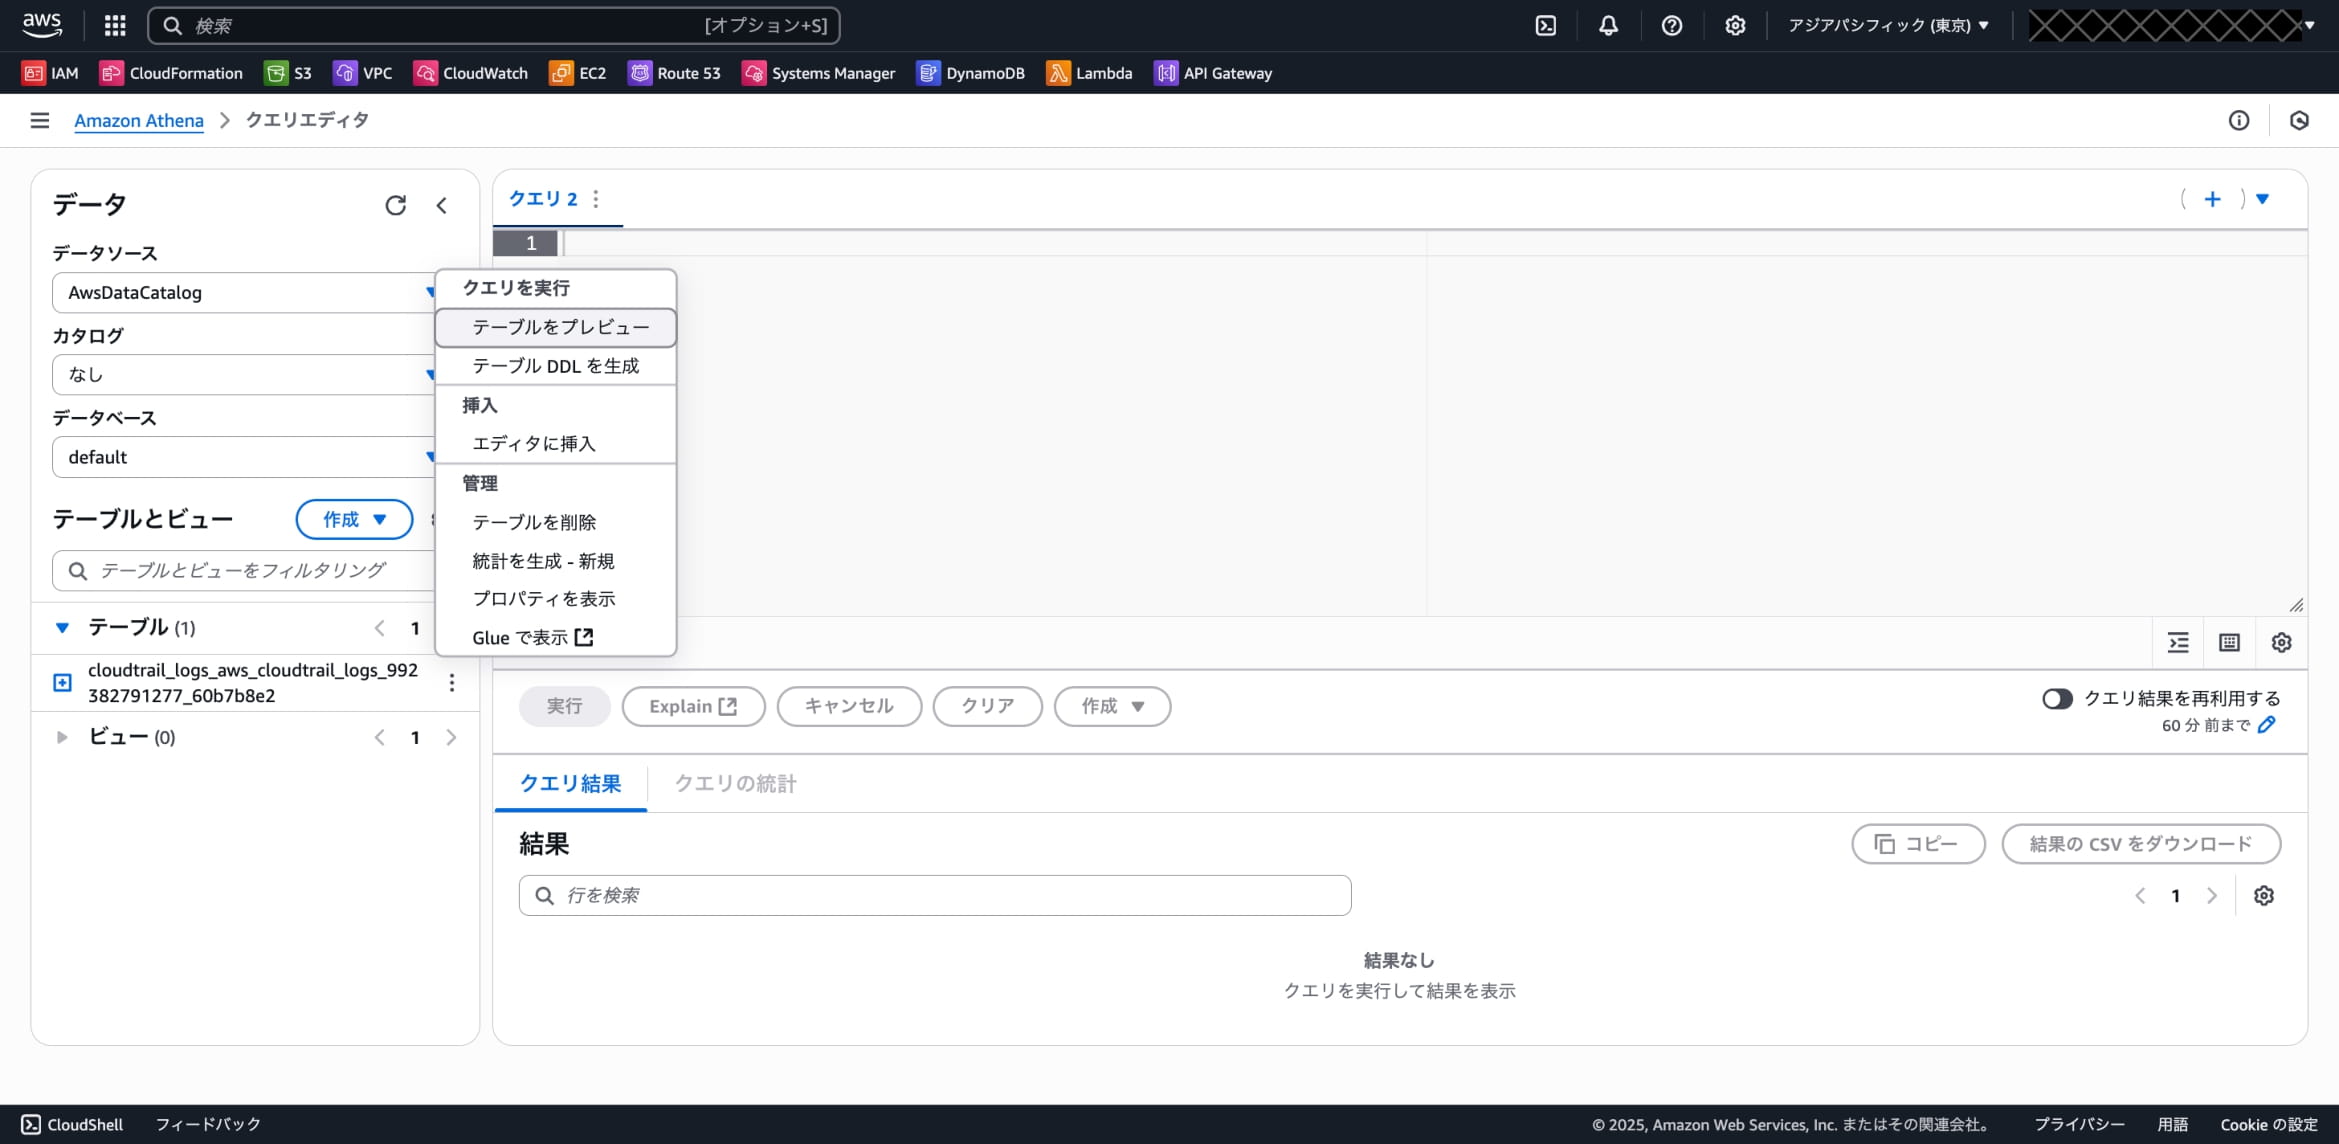 aws
検索 [オプション+S]
アジアパシフィック (東京)
IAM CloudFormation S3 VPC CloudWatch EC2 Route 53 Systems Manager DynamoDB Lambda API Gateway
Amazon Athena クエリエディタ
データ
データソース
AwsDataCatalog
カタログ
なし
データベース
default
テーブルとビュー 作成
テーブルとビューをフィルタリング
テーブル (1) 1
cloudtrail_logs_aws_cloudtrail_logs_992
382791277_60b7b8e2
ビュー (0) 1
クエリを実行
テーブルをプレビュー
テーブル DDL を生成
挿入
エディタに挿入
管理
テーブルを削除
統計を生成 - 新規
プロパティを表示
Glue で表示
クエリ 2
1
実行 Explain キャンセル クリア 作成
クエリ結果を再利用する
60 分 前まで
クエリ結果 クエリの統計
結果
コピー 結果の CSV をダウンロード
行を検索
1
結果なし
クエリを実行して結果を表示
CloudShell フィードバック
© 2025, Amazon Web Services, Inc. またはその関連会社。 プライバシー 用語 Cookie の設定